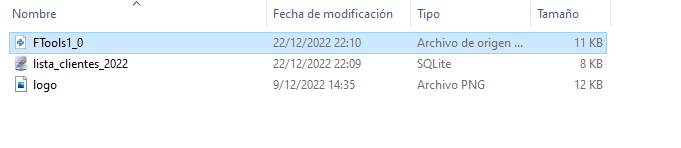 Nombre Fecha de modificación Tipo Tamaño
FTools1_0 22/12/2022 22:10 Archivo de origen ... 11 KB
lista_clientes_2022 22/12/2022 22:09 SQLite 8 KB
logo 9/12/2022 14:35 Archivo PNG 12 KB